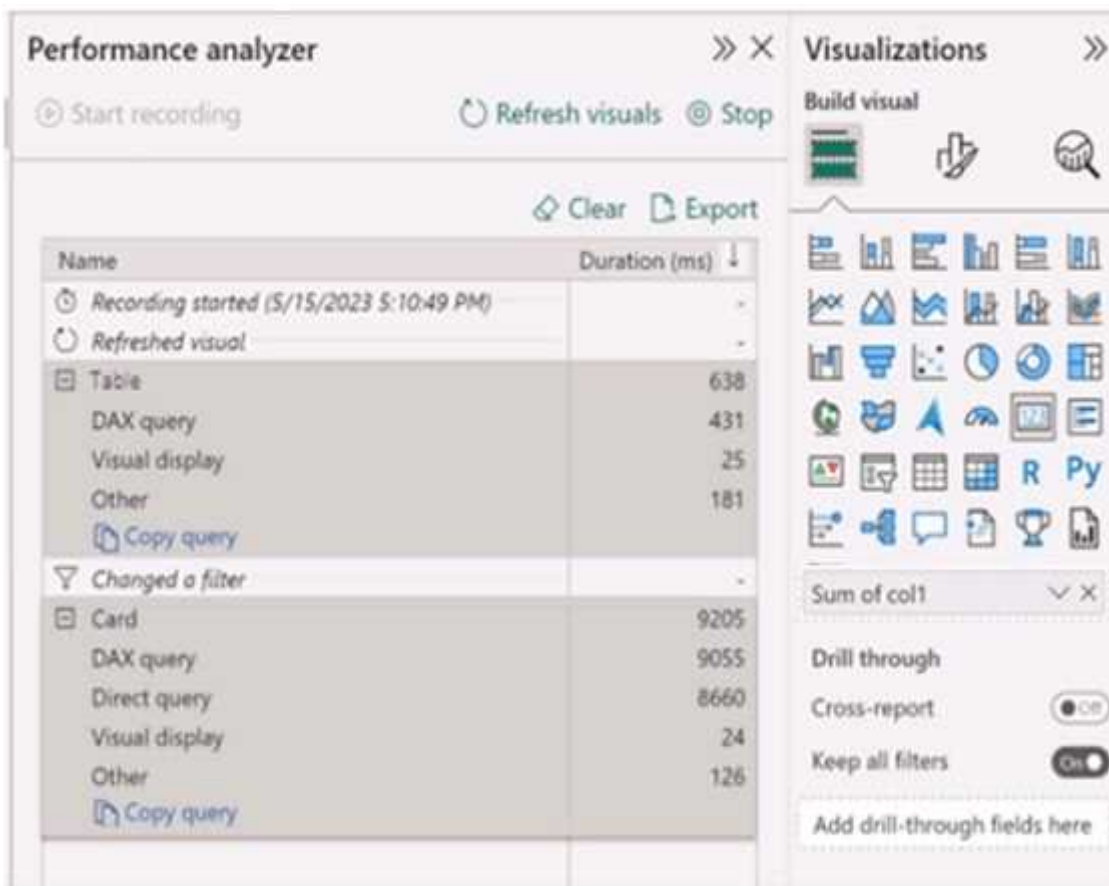 Performance analyzer
Start recording
Refresh visuals
Stop
Clear
Export
Name Duration (ms)
Recording started (5/15/2023 5:10:49 PM) -
Refreshed visual -
Table 638
DAX query 431
Visual display 25
Other 181
Copy query
Changed a filter -
Card 9205
DAX query 9055
Direct query 8660
Visual display 24
Other 126
Copy query
Visualizations
Build visual
123
R Py
Sum of col1
Drill through
Cross-report Off
Keep all filters On
Add drill-through fields here